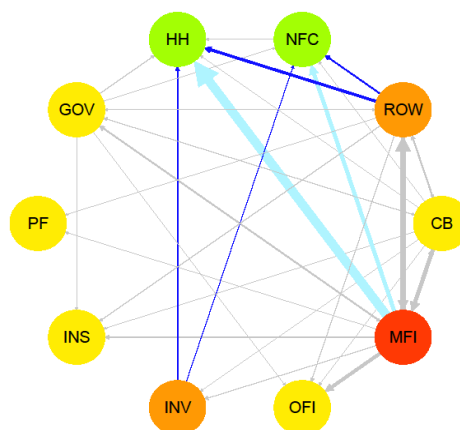 HH NFC
GOV ROW
PF CB
INS MFI
INV OFI